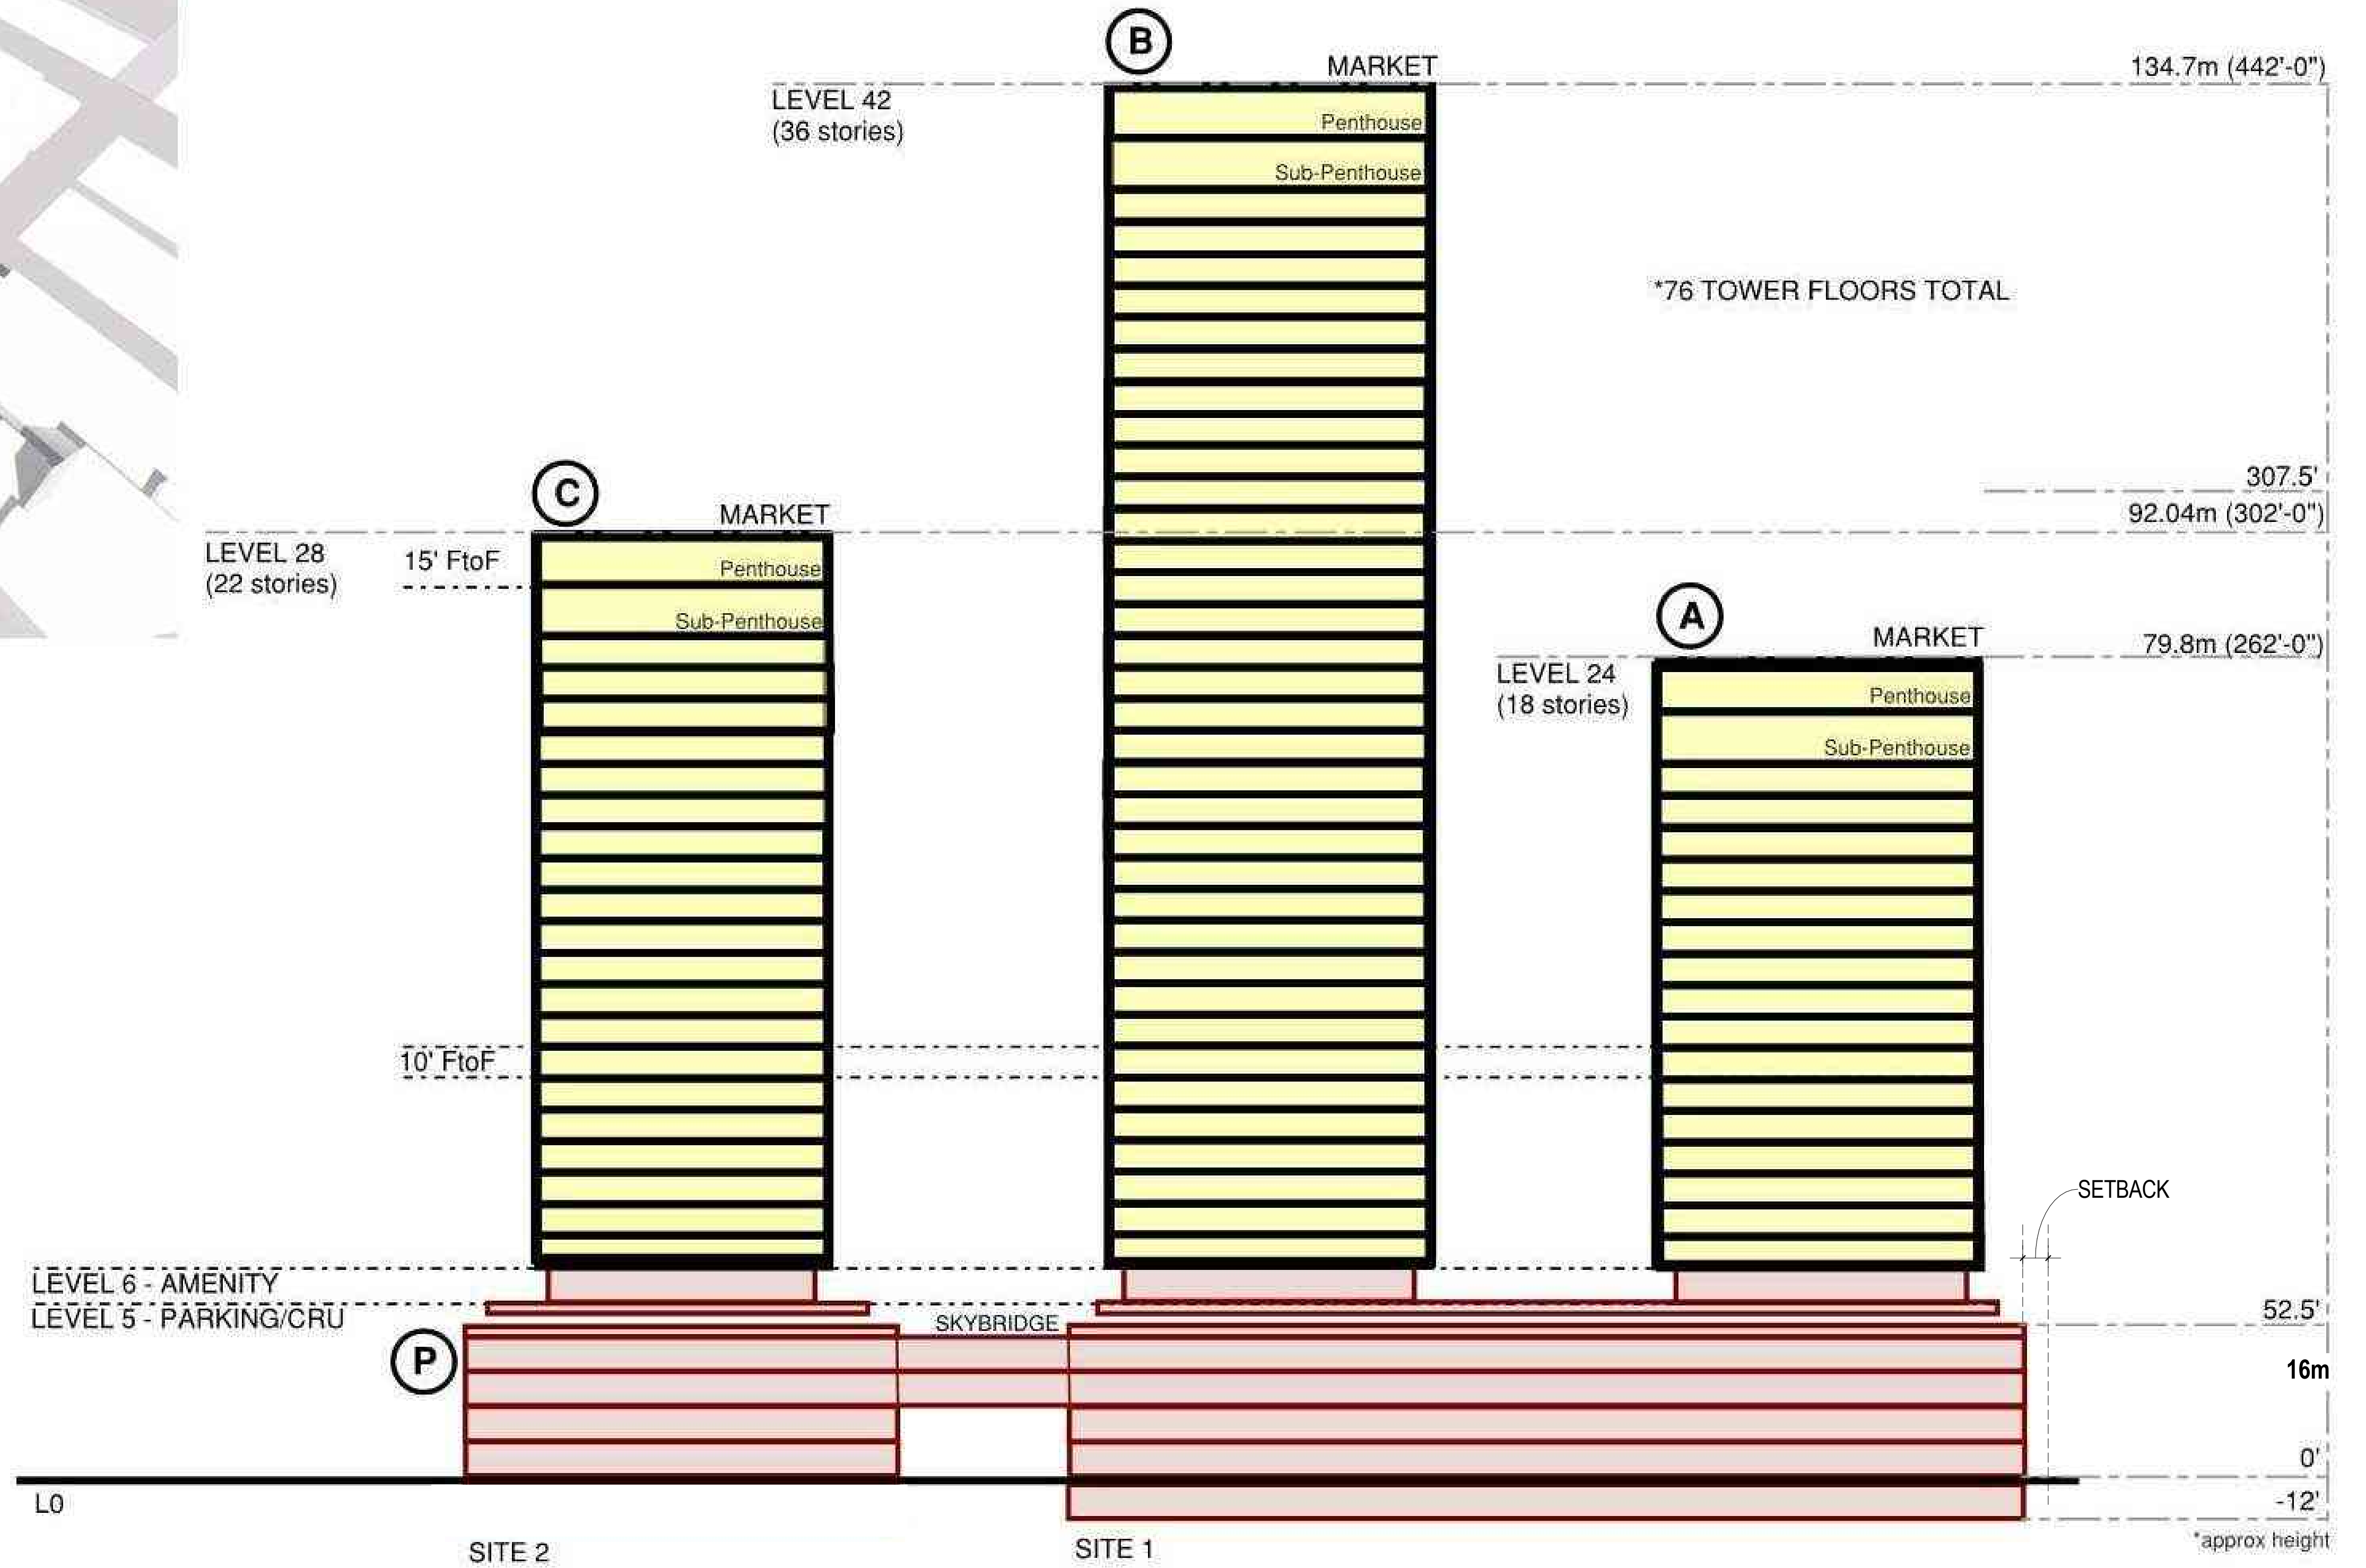 B
MARKET
134.7m (442'-0")
LEVEL 42
(36 stories)
Penthouse
Sub-Penthouse
*76 TOWER FLOORS TOTAL
307.5'
92.04m (302'-0")
C
MARKET
LEVEL 28
(22 stories)
15' FtoF
Penthouse
Sub-Penthouse
A
MARKET
79.8m (262'-0")
LEVEL 24
(18 stories)
Penthouse
Sub-Penthouse
10' FtoF
SETBACK
LEVEL 6 - AMENITY
LEVEL 5 - PARKING/CRU
SKYBRIDGE
52.5'
P
16m
0'
L0
-12'
*approx height
SITE 2
SITE 1